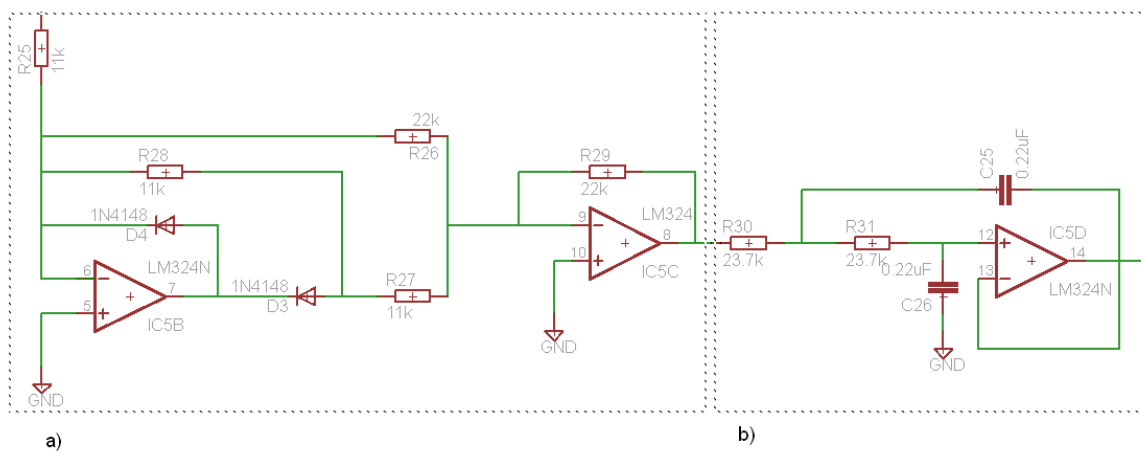 R25
11k
22k
R26
R28
11k
1N4148
D4
LM324N
6
5
7
IC5B
1N4148
D3
R27
11k
GND
R29
22k
LM324
9
10
8
IC5C
GND
R30
23.7k
R31
23.7k
C25
0.22uF
0.22uF
C26
GND
12
13
14
IC5D
LM324N
a)
b)